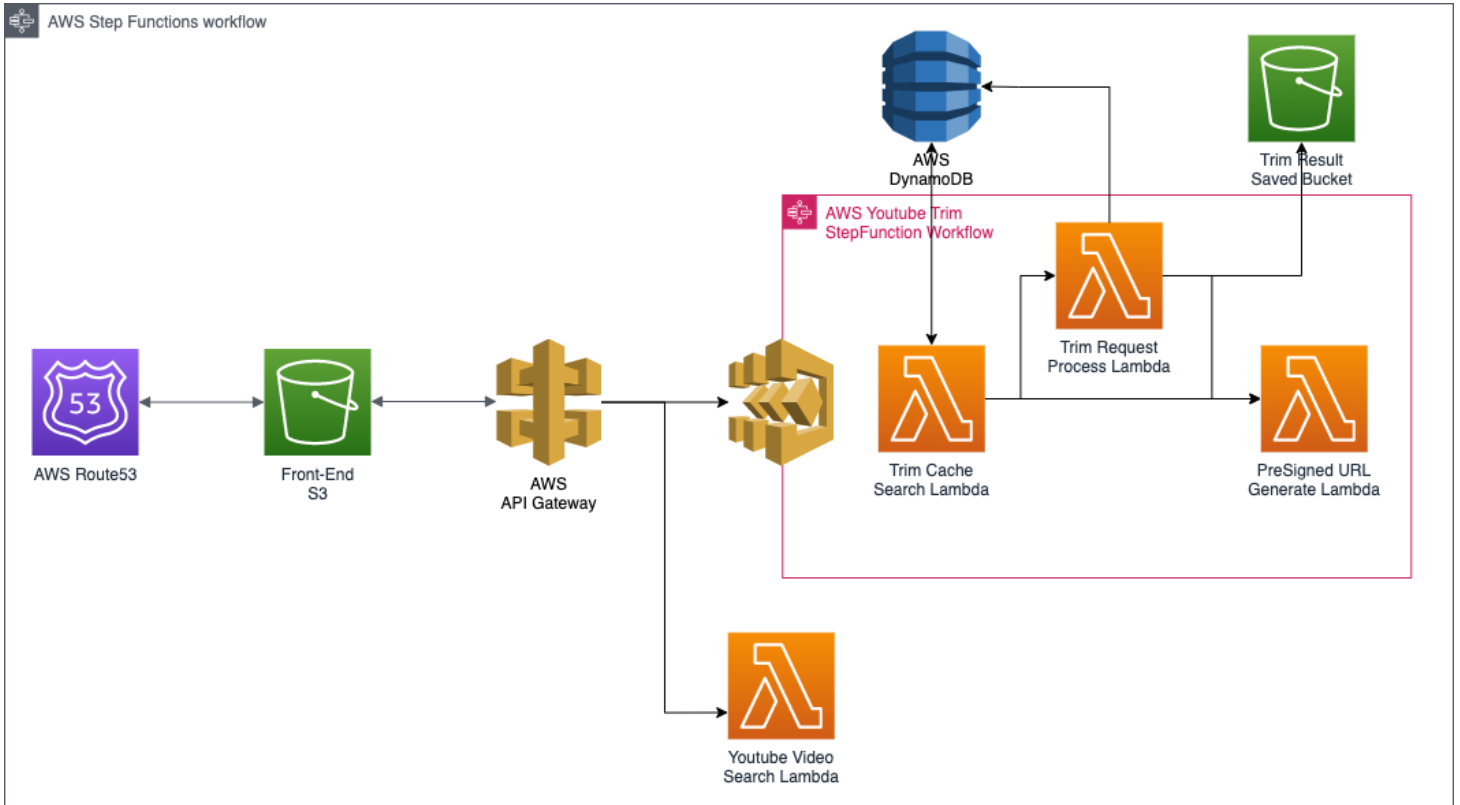 AWS Step Functions workflow
AWS
DynamoDB
Trim Result
Saved Bucket
AWS Youtube Trim
StepFunction Workflow
Trim Request
Process Lambda
53
AWS Route53
Front-End
S3
AWS
API Gateway
Trim Cache
Search Lambda
PreSigned URL
Generate Lambda
Youtube Video
Search Lambda